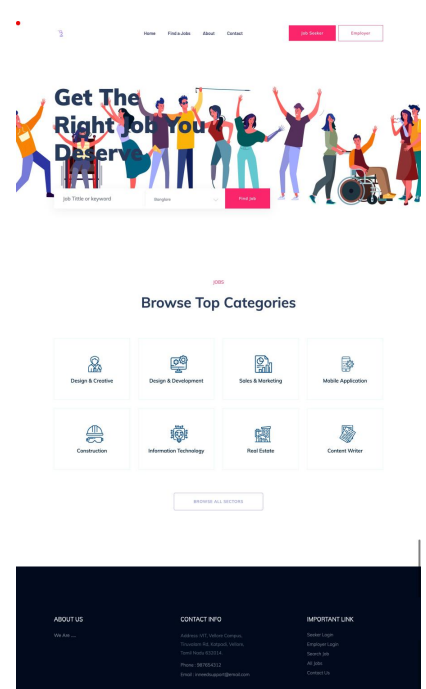 Home Find a Jobs About Contact Job Seeker Employer
Get The
Right Job You
Deserve
Job Tittle or keyword Banglore Find Job
JOBS
Browse Top Categories
Design & Creative Design & Development Sales & Marketing Mobile Application
Construction Information Technology Real Estate Content Writer
BROWSE ALL SECTORS
ABOUT US CONTACT INFO IMPORTANT LINK
We Are .... Address :VIT, Vellore Campus, Seeker Login
Tiruvalam Rd, Katpadi, Vellore, Employer Login
Tamil Nadu 632014 Search Job
Phone : 987654312 All Jobs
Email : inneedsupport@email.com Contact Us